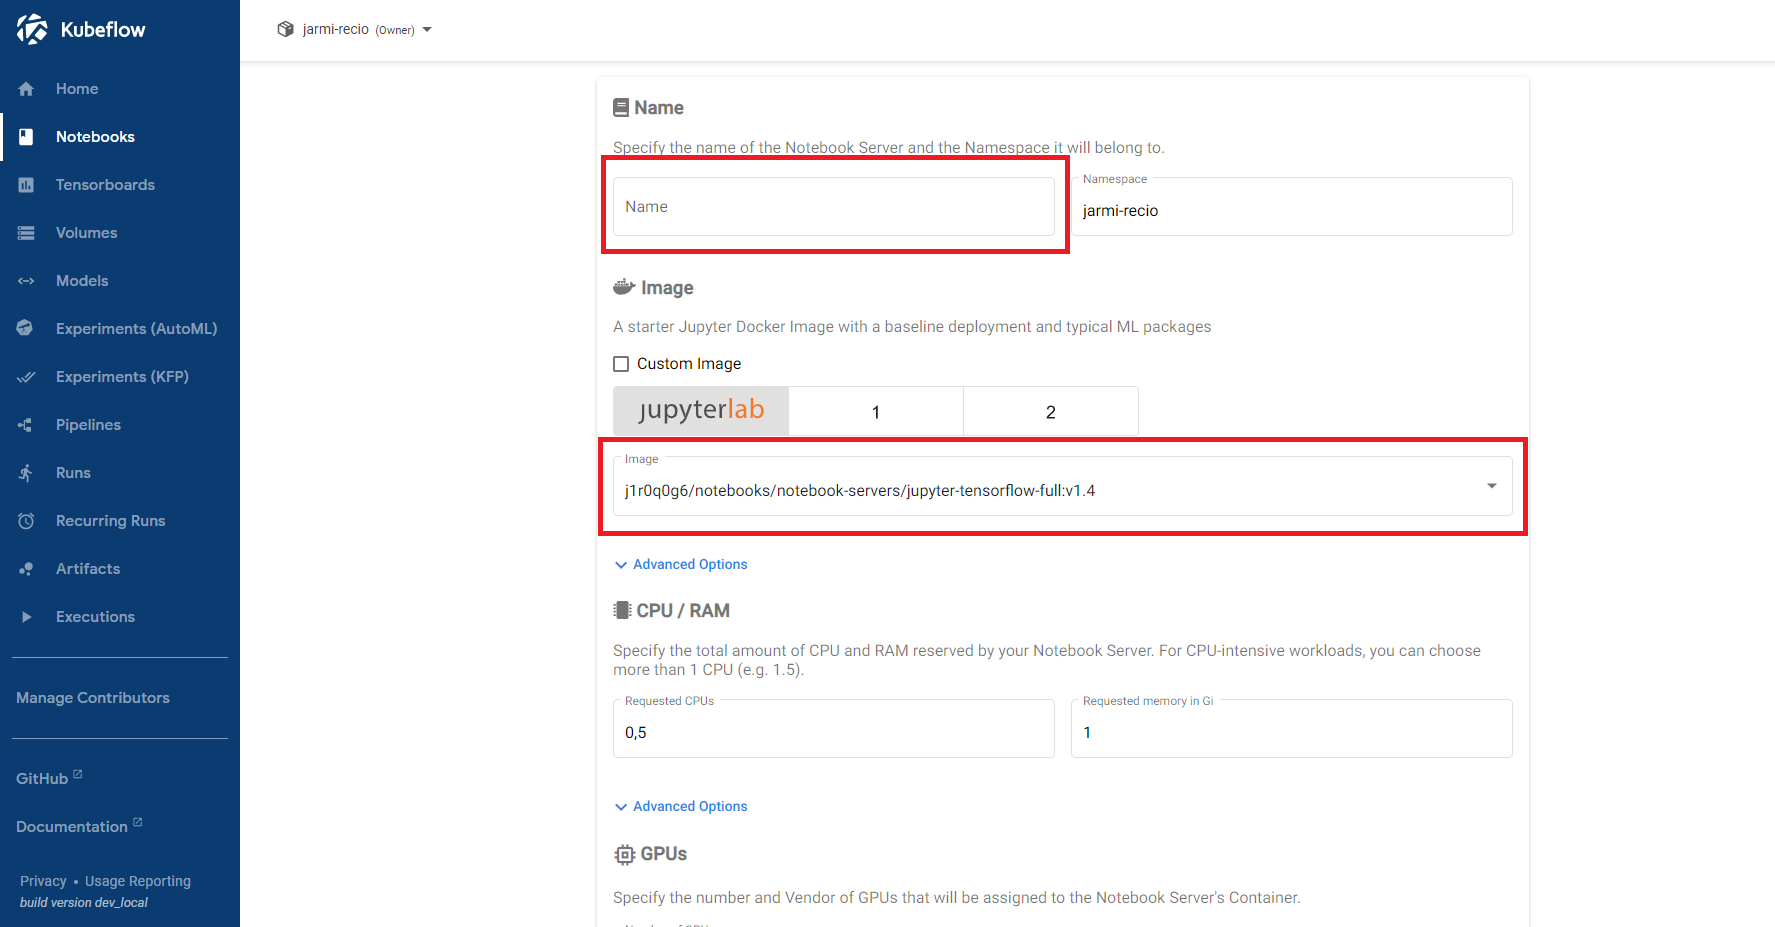 Kubeflow
jarmi-recio (Owner)
Home
Notebooks
Tensorboards
Volumes
Models
Experiments (AutoML)
Experiments (KFP)
Pipelines
Runs
Recurring Runs
Artifacts
Executions
Manage Contributors
GitHub
Documentation
Privacy • Usage Reporting
build version dev_local
Name
Specify the name of the Notebook Server and the Namespace it will belong to.
Name
Namespace
jarmi-recio
Image
A starter Jupyter Docker Image with a baseline deployment and typical ML packages
Custom Image
jupyterlab
1
2
Image
j1r0q0g6/notebooks/notebook-servers/jupyter-tensorflow-full:v1.4
Advanced Options
CPU / RAM
Specify the total amount of CPU and RAM reserved by your Notebook Server. For CPU-intensive workloads, you can choose
more than 1 CPU (e.g. 1.5).
Requested CPUs
0,5
Requested memory in Gi
1
Advanced Options
GPUs
Specify the number and Vendor of GPUs that will be assigned to the Notebook Server's Container.